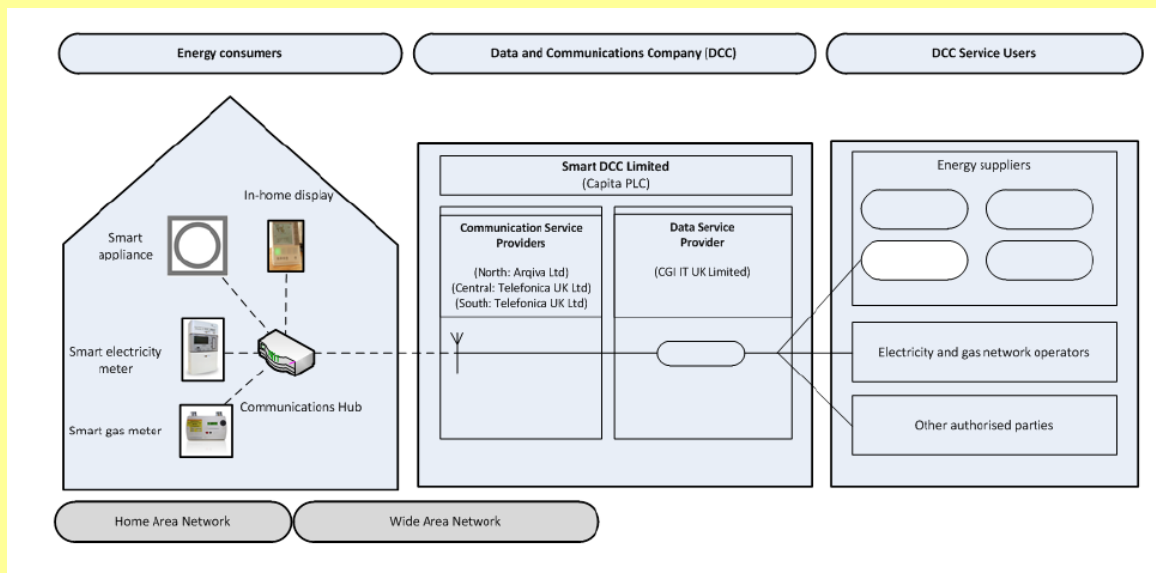 Energy consumers
Data and Communications Company (DCC)
DCC Service Users
In-home display
Smart
appliance
Smart electricity
meter
Communications Hub
Smart gas meter
Smart DCC Limited
(Capita PLC)
Communication Service
Providers
(North: Arqiva Ltd)
(Central: Telefonica UK Ltd)
(South: Telefonica UK Ltd)
Data Service
Provider
(CGI IT UK Limited)
Energy suppliers
Electricity and gas network operators
Other authorised parties
Home Area Network
Wide Area Network